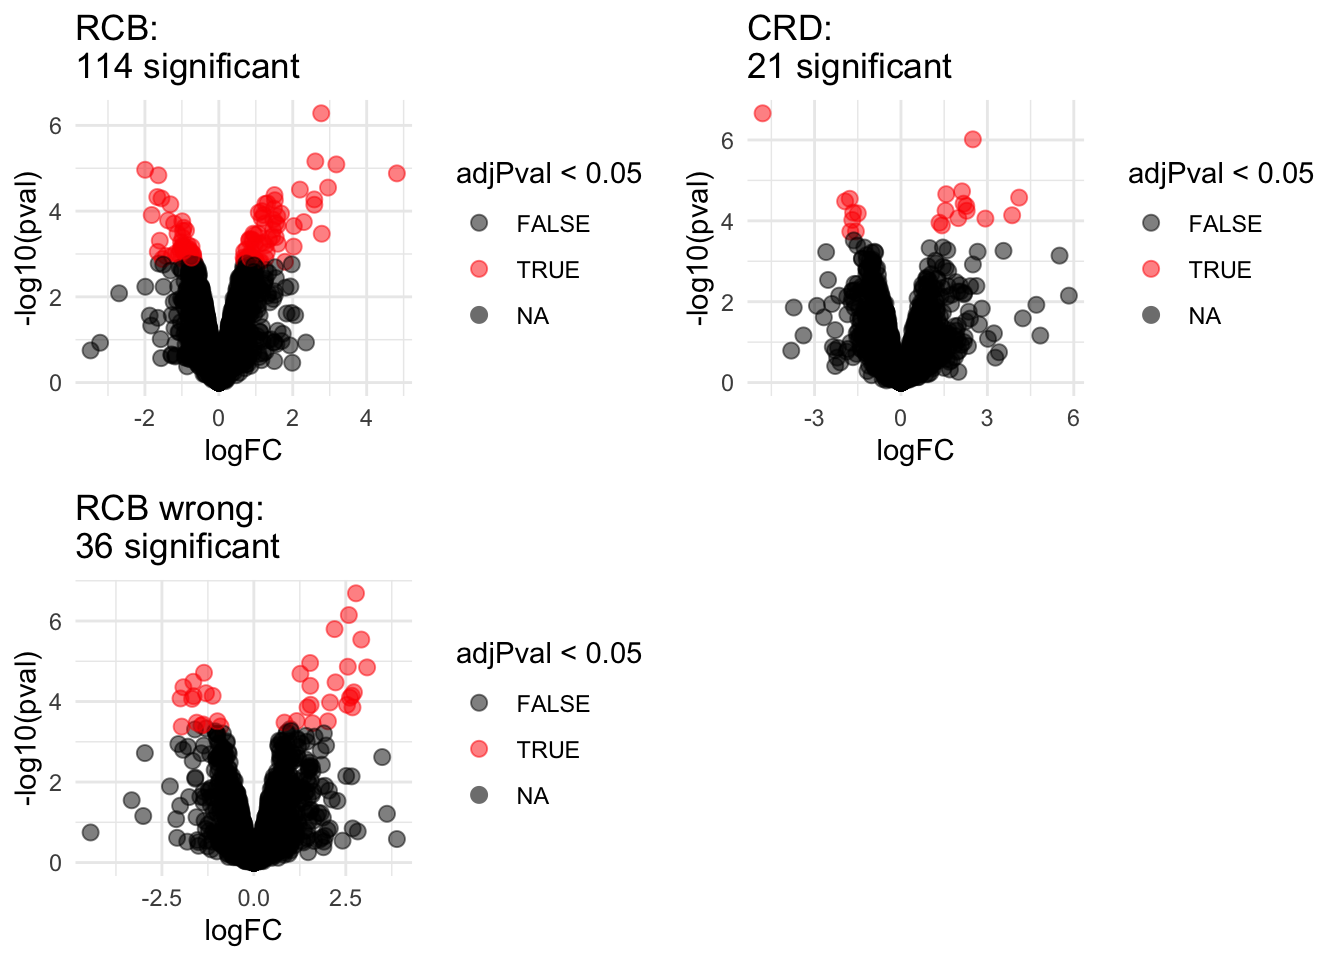 RCB:
114 significant
-log10(pval)
6
4
2
0
-2 0 2 4
logFC
adjPval < 0.05
FALSE
TRUE
NA
CRD:
21 significant
-log10(pval)
6
4
2
0
-3 0 3 6
logFC
adjPval < 0.05
FALSE
TRUE
NA
RCB wrong:
36 significant
-log10(pval)
6
4
2
0
-2.5 0.0 2.5
logFC
adjPval < 0.05
FALSE
TRUE
NA